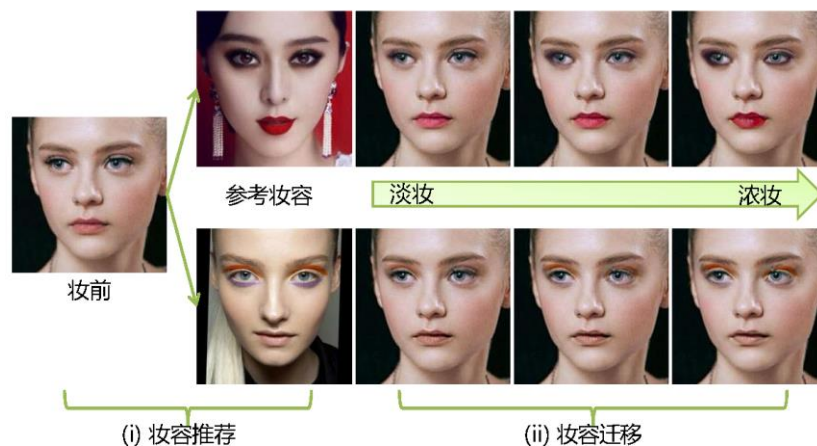 参考妆容
淡妆
浓妆
妆前
(i) 妆容推荐
(ii) 妆容迁移